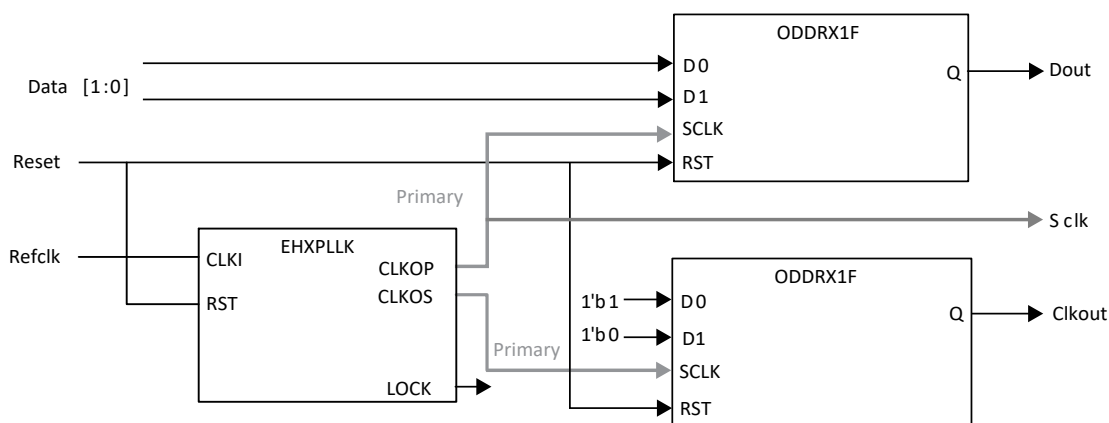 ODDRX1F
D0
Q
Dout
Data [1:0]
D1
SCLK
Reset
RST
Primary
Sclk
EHXPLLK
Refclk
CLKI
CLKOP
ODDRX1F
CLKOS
1'b1
D0
RST
Q
Clkout
1'b0
D1
Primary
SCLK
LOCK
RST